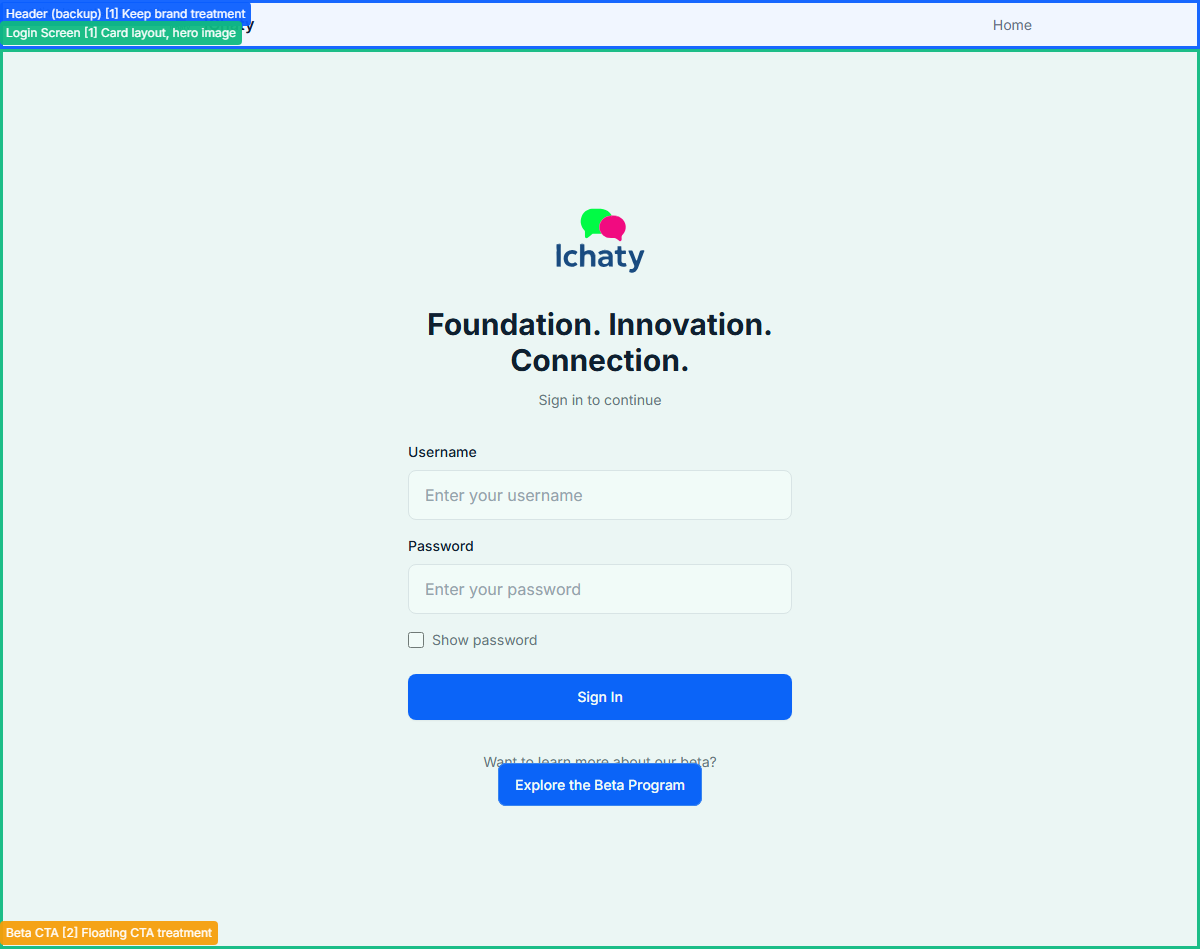 Header (backup) [1] Keep brand treatment
Login Screen [1] Card layout, hero image
Home
Ichaty
Foundation. Innovation.
Connection.
Sign in to continue
Username
Enter your username
Password
Enter your password
Show password
Sign In
Want to learn more about our beta?
Explore the Beta Program
Beta CTA [2] Floating CTA treatment